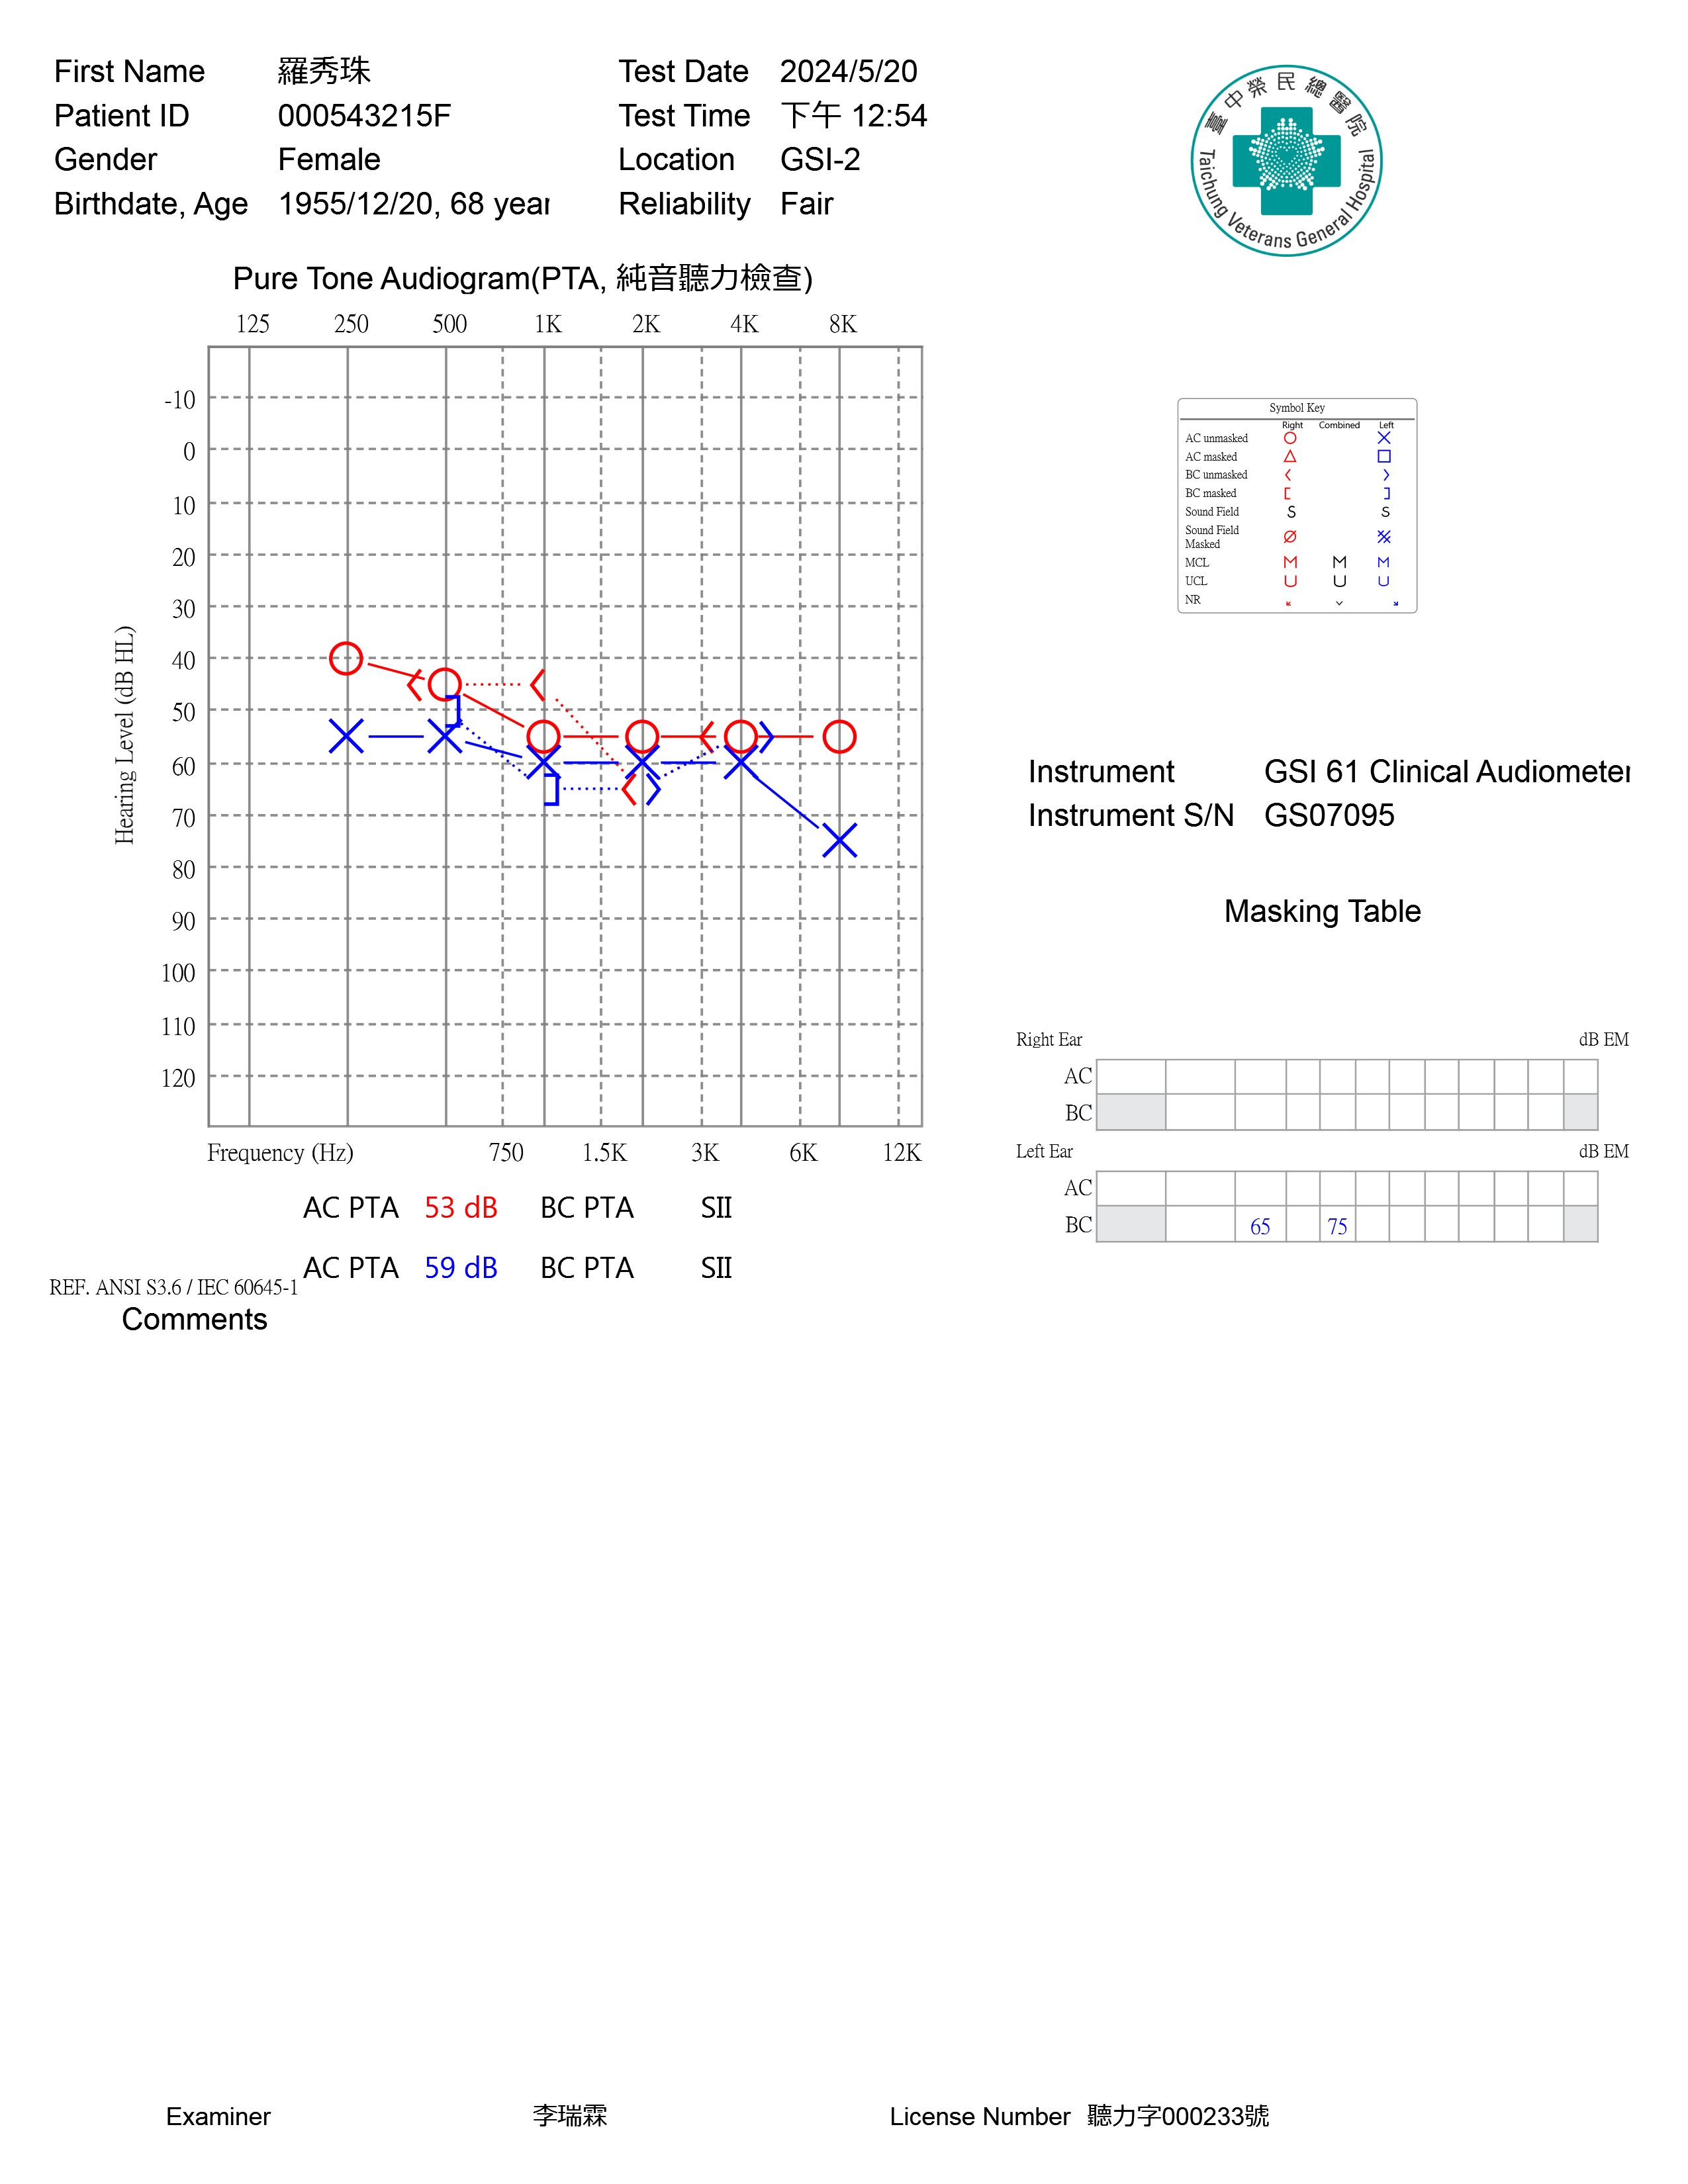 First Name 羅秀珠 Test Date 2024/5/20
Patient ID 000543215F Test Time 下午 12:54
Gender Female Location GSI-2
Birthdate, Age 1955/12/20, 68 year Reliability Fair
臺中榮民總醫院
Taichung Veterans General Hospital
Pure Tone Audiogram(PTA, 純音聽力檢查)
125 250 500 1K 2K 4K 8K
-10
0
10
20
30
40
50
60
70
80
90
100
110
120
Hearing Level (dB HL)
Frequency (Hz) 750 1.5K 3K 6K 12K
AC PTA 53 dB BC PTA SII
AC PTA 59 dB BC PTA SII
REF. ANSI S3.6 / IEC 60645-1
Comments
Symbol Key
Right Combined Left
AC unmasked
AC masked
BC unmasked
BC masked
Sound Field S S
Sound Field
Masked
MCL M M M
UCL U U U
NR
Instrument GSI 61 Clinical Audiometer
Instrument S/N GS07095
Masking Table
Right Ear dB EM
AC
BC
Left Ear dB EM
AC
BC 65 75
Examiner 李瑞霖 License Number 聽力字000233號